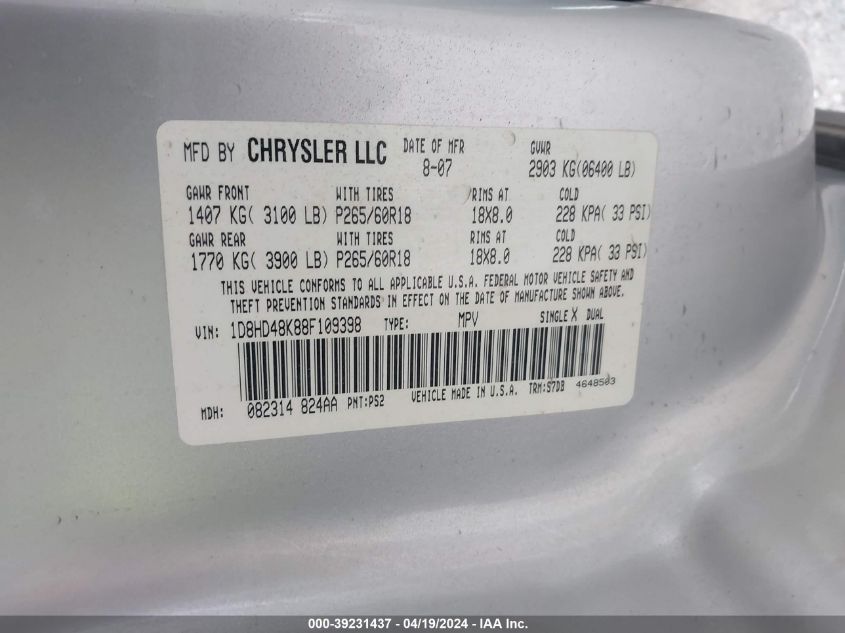 MFD BY CHRYSLER LLC DATE OF MFR 8-07 GVWR 2903 KG(06400 LB)
GAWR FRONT WITH TIRES RIMS AT COLD
1407 KG( 3100 LB) P265/60R18 18X8.0 228 KPA( 33 PSI)
GAWR REAR WITH TIRES RIMS AT COLD
1770 KG( 3900 LB) P265/60R18 18X8.0 228 KPA( 33 PSI)
THIS VEHICLE CONFORMS TO ALL APPLICABLE U.S.A. FEDERAL MOTOR VEHICLE SAFETY AND
THEFT PREVENTION STANDARDS IN EFFECT ON THE DATE OF MANUFACTURE SHOWN ABOVE.
VIN: 1D8HD48K88F109398 TYPE: MPV SINGLE X DUAL
MDH: 082314 824AA PNT:PS2 VEHICLE MADE IN U.S.A. TRM:S7DB 4648503
000-39231437 - 04/19/2024 - IAA Inc.